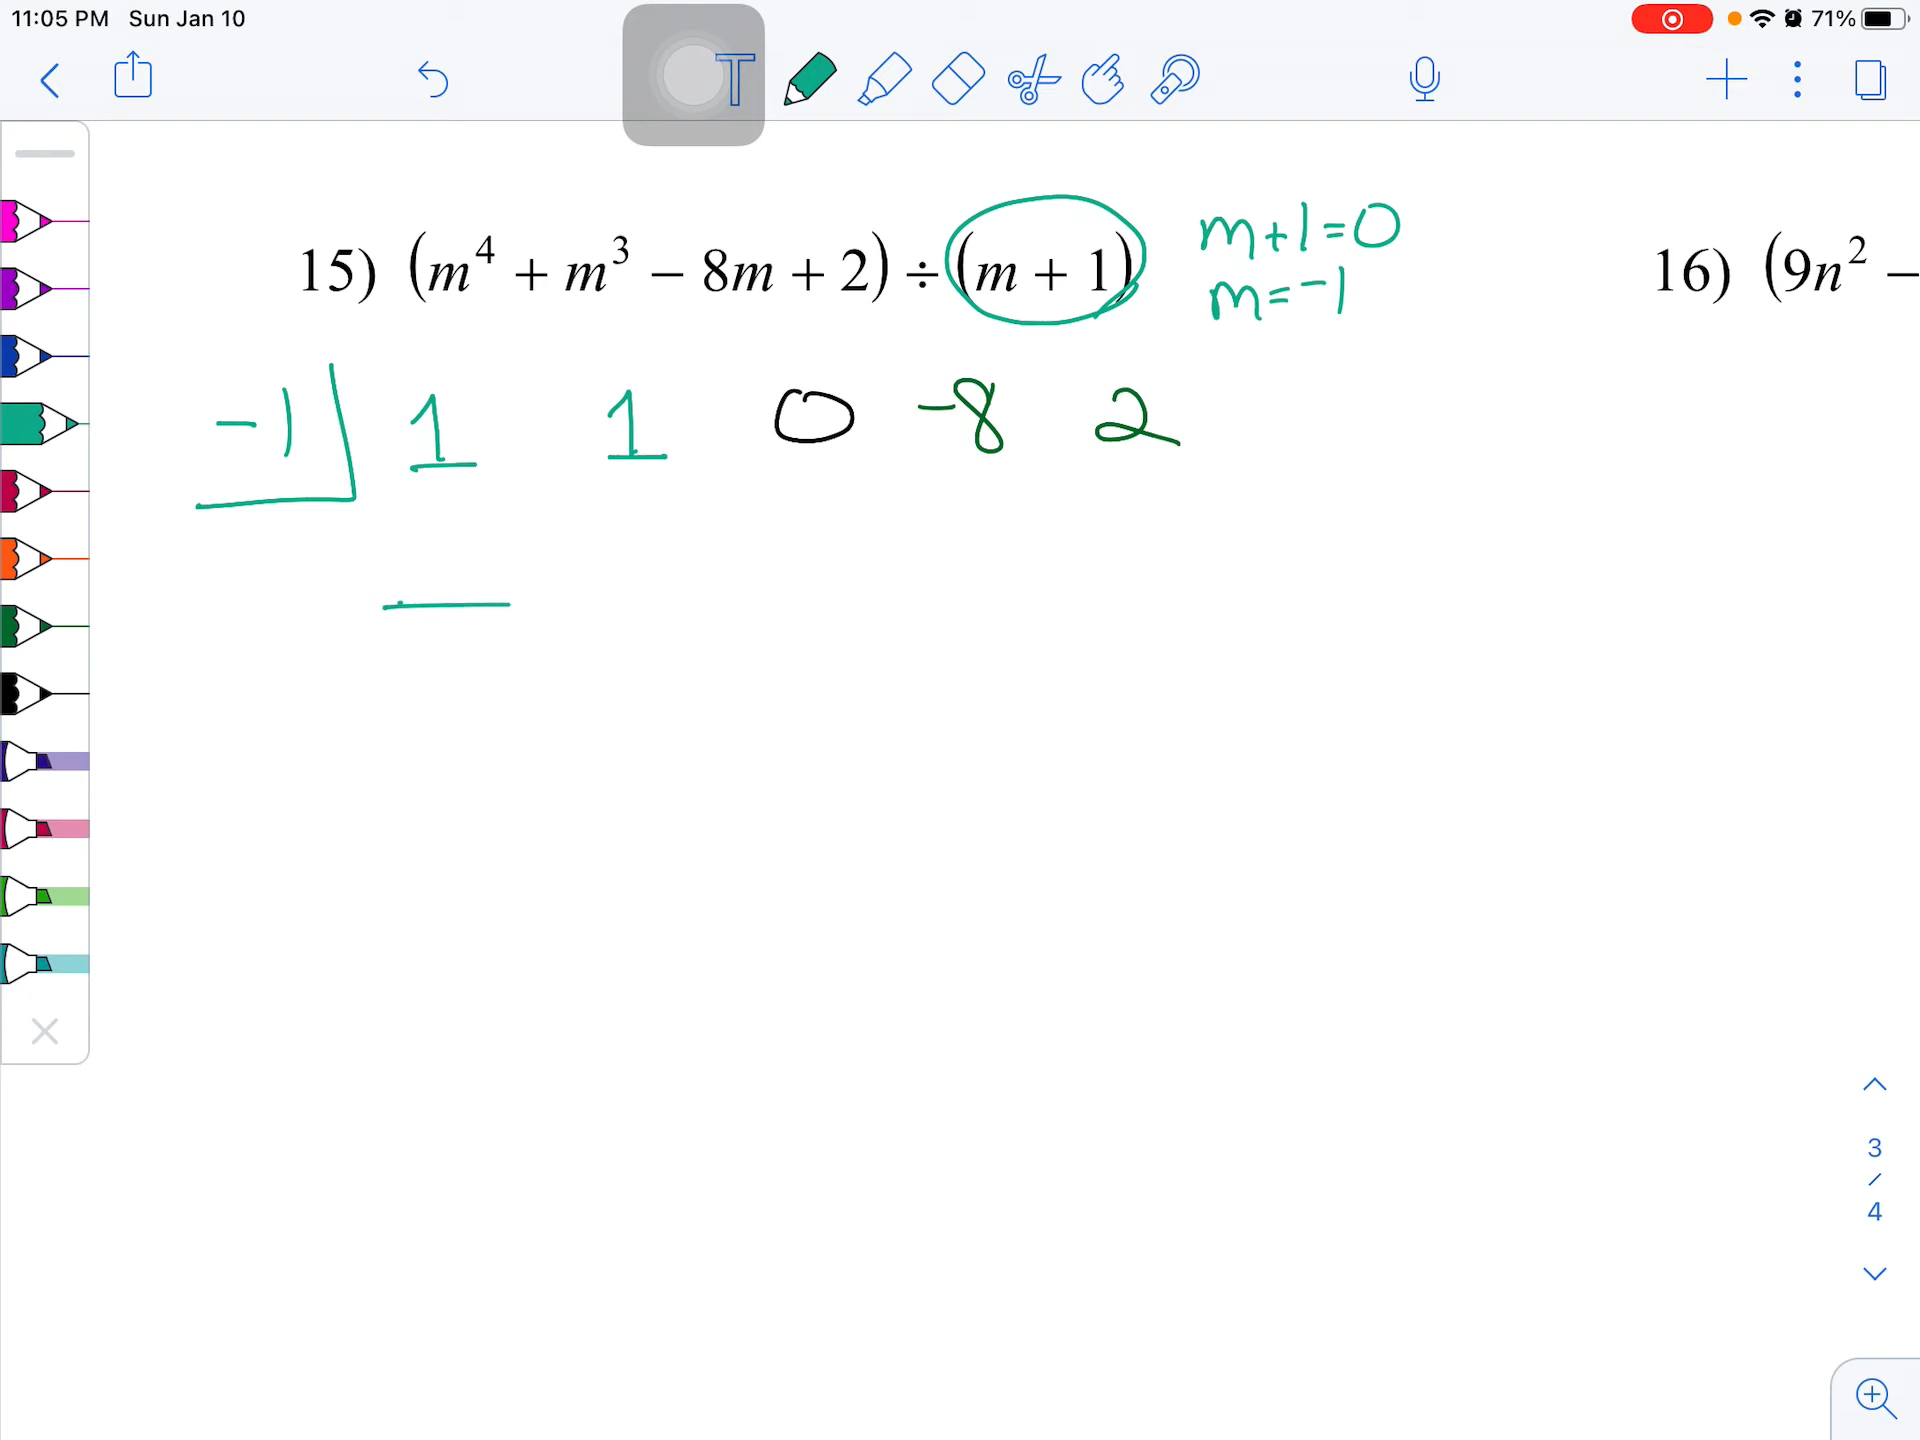 11:05 PM Sun Jan 10
71%
T
15) (m⁴ + m³ − 8m + 2) ÷ (m + 1)
m+1=0
m=-1
16) (9n² −
-1 1 1 0 -8 2
3
/
4